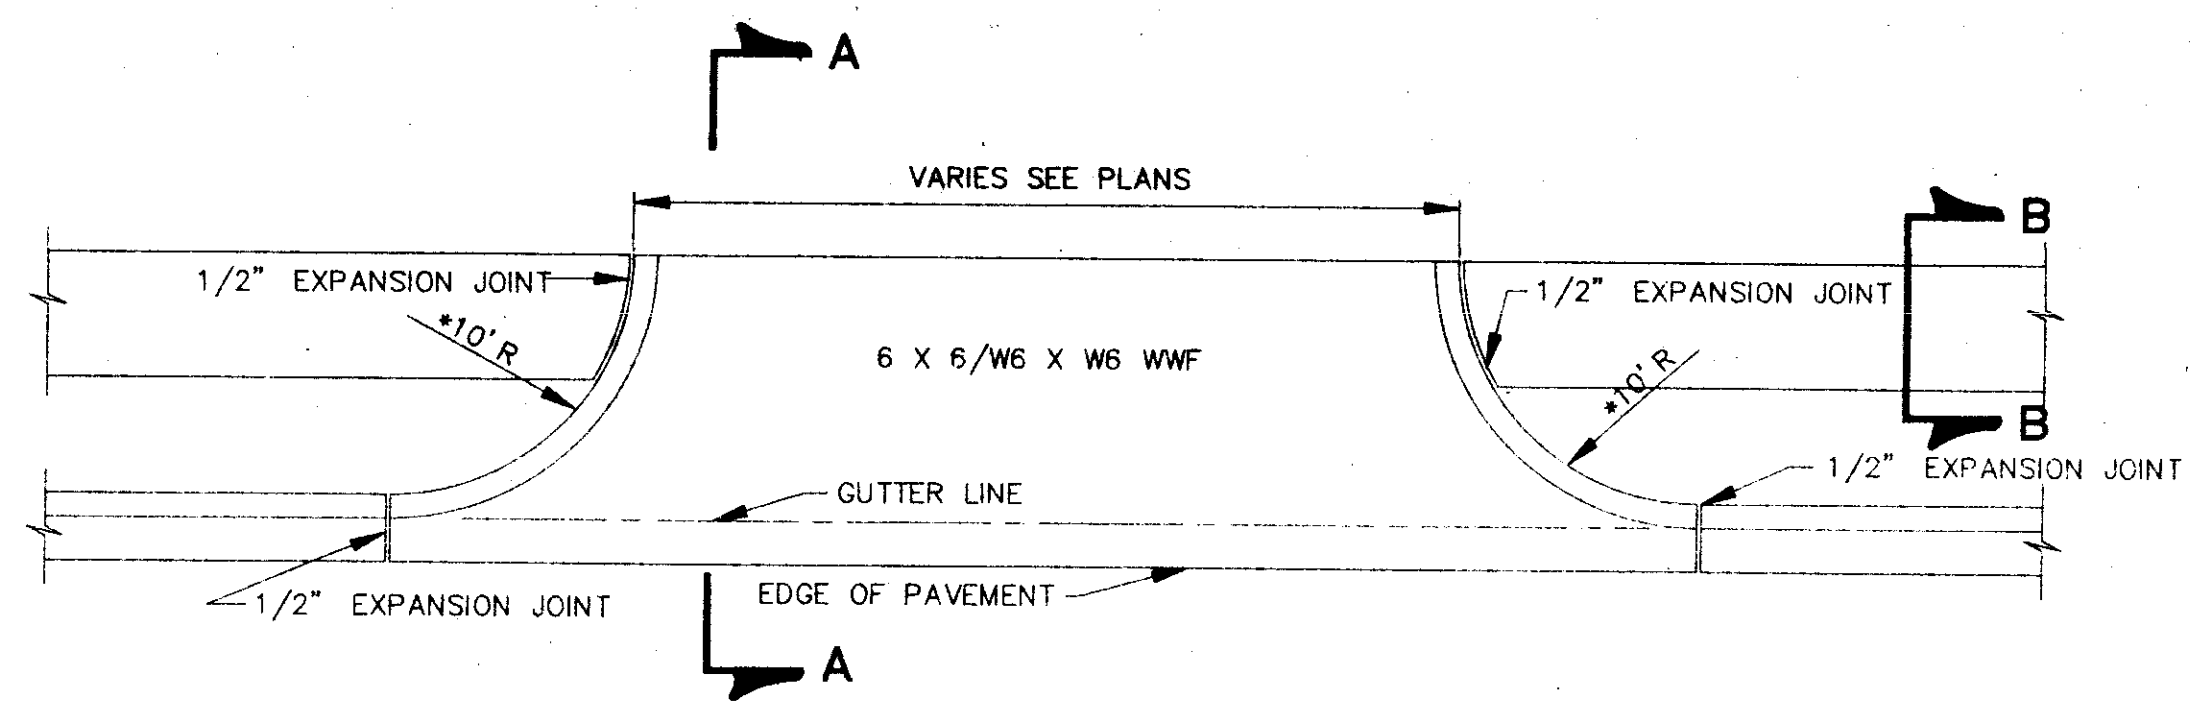 A
VARIES SEE PLANS
B
1/2" EXPANSION JOINT
1/2" EXPANSION JOINT
*10' R
*10' R
6 X 6/W6 X W6 WWF
B
1/2" EXPANSION JOINT
GUTTER LINE
EDGE OF PAVEMENT
1/2" EXPANSION JOINT
A